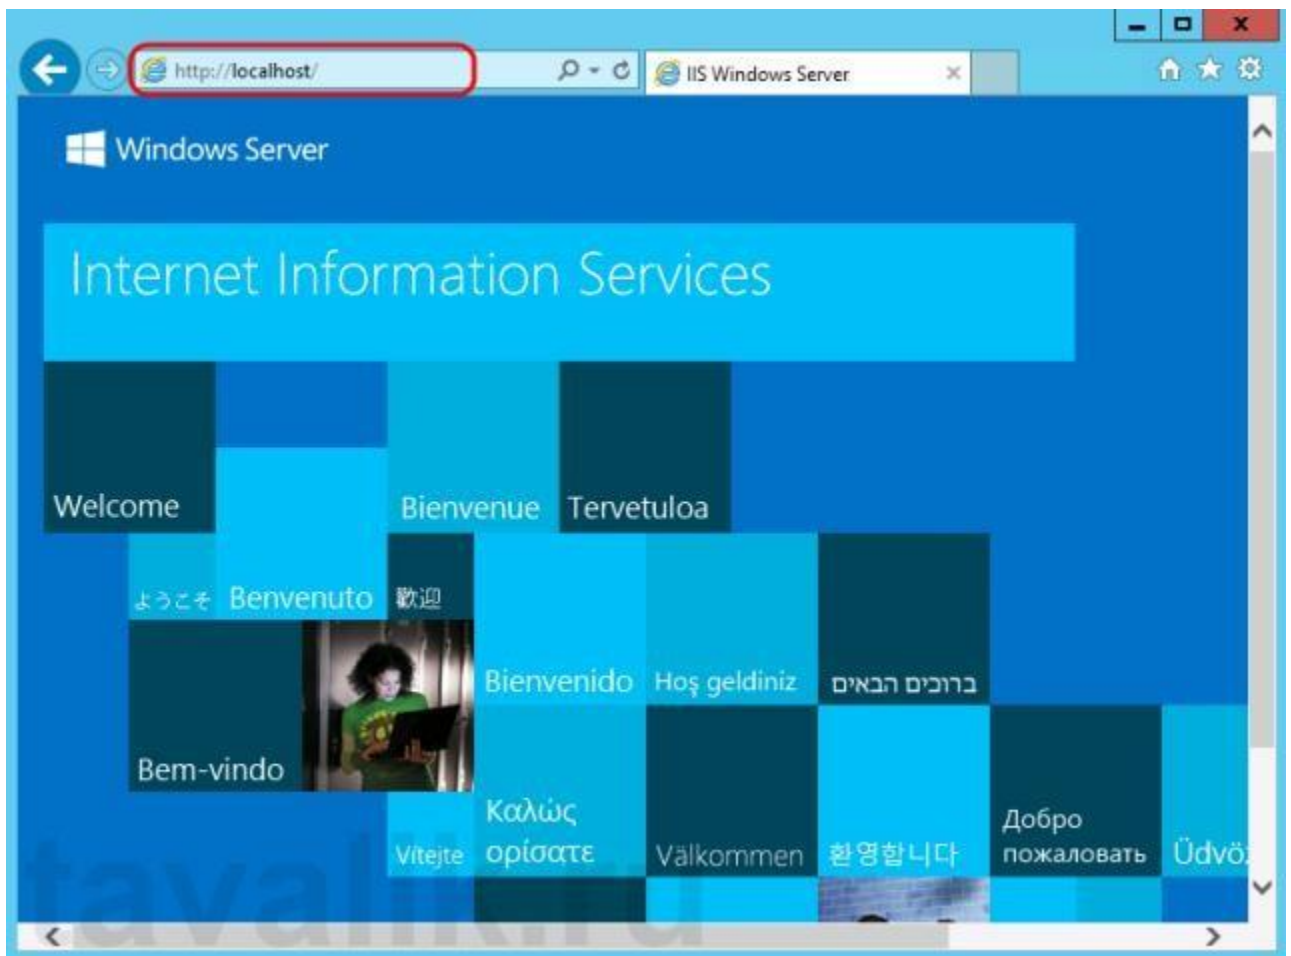 http://localhost/
IIS Windows Server
Windows Server
Internet Information Services
Welcome
Bienvenue
Tervetuloa
ようこそ
Benvenuto
歡迎
Bienvenido
Hoş geldiniz
ברוכים הבאים
Bem-vindo
Vítejte
Καλώς
ορίσατε
Välkommen
환영합니다
Добро
пожаловать
Üdvöz
tavalik.ru